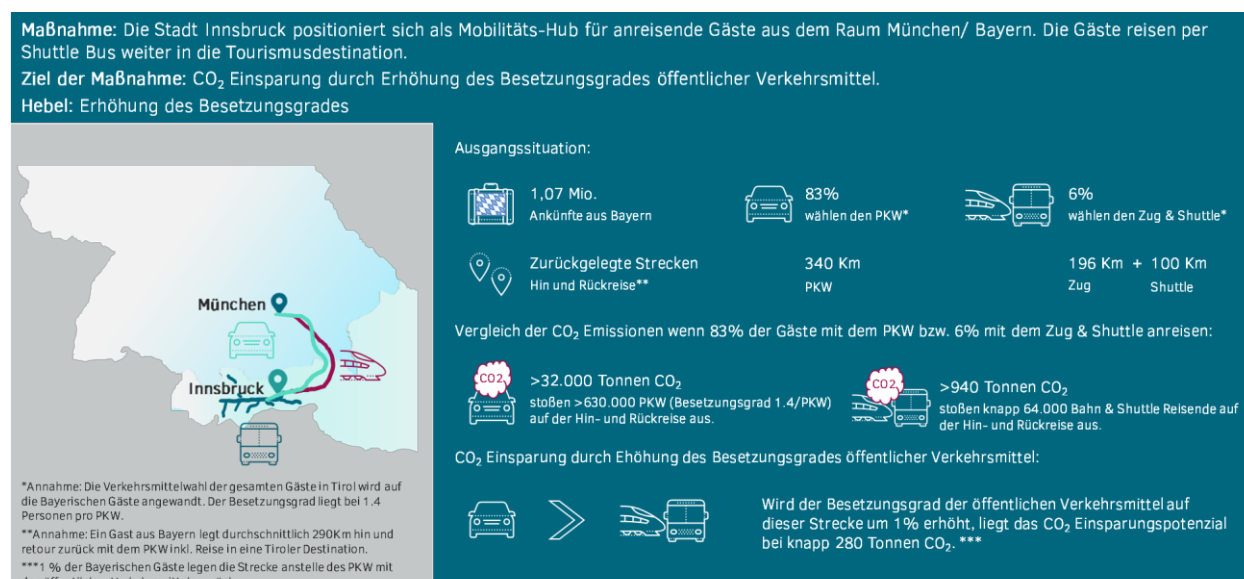 Maßnahme: Die Stadt Innsbruck positioniert sich als Mobilitäts-Hub für anreisende Gäste aus dem Raum München/ Bayern. Die Gäste reisen per
Shuttle Bus weiter in die Tourismusdestination.
Ziel der Maßnahme: CO₂ Einsparung durch Erhöhung des Besetzungsgrades öffentlicher Verkehrsmittel.
Hebel: Erhöhung des Besetzungsgrades
München
Innsbruck
*Annahme: Die Verkehrsmittelwahl der gesamten Gäste in Tirol wird auf
die Bayerischen Gäste angewandt. Der Besetzungsgrad liegt bei 1.4
Personen pro PKW.
**Annahme: Ein Gast aus Bayern legt durchschnittlich 290Km hin und
retour zurück mit dem PKW inkl. Reise in eine Tiroler Destination.
***1 % der Bayerischen Gäste legen die Strecke anstelle des PKW mit
Ausgangssituation:
1,07 Mio.
Ankünfte aus Bayern
83%
wählen den PKW*
6%
wählen den Zug & Shuttle*
Zurückgelegte Strecken
Hin und Rückreise**
340 Km
PKW
196 Km + 100 Km
Zug Shuttle
Vergleich der CO₂ Emissionen wenn 83% der Gäste mit dem PKW bzw. 6% mit dem Zug & Shuttle anreisen:
CO2
>32.000 Tonnen CO₂
stoßen >630.000 PKW (Besetzungsgrad 1.4/PKW)
auf der Hin- und Rückreise aus.
CO2
>940 Tonnen CO₂
stoßen knapp 64.000 Bahn & Shuttle Reisende auf
der Hin- und Rückreise aus.
CO₂ Einsparung durch Ehöhung des Besetzungsgrades öffentlicher Verkehrsmittel:
Wird der Besetzungsgrad der öffentlichen Verkehrsmittel auf
dieser Strecke um 1% erhöht, liegt das CO₂ Einsparungspotenzial
bei knapp 280 Tonnen CO₂. ***